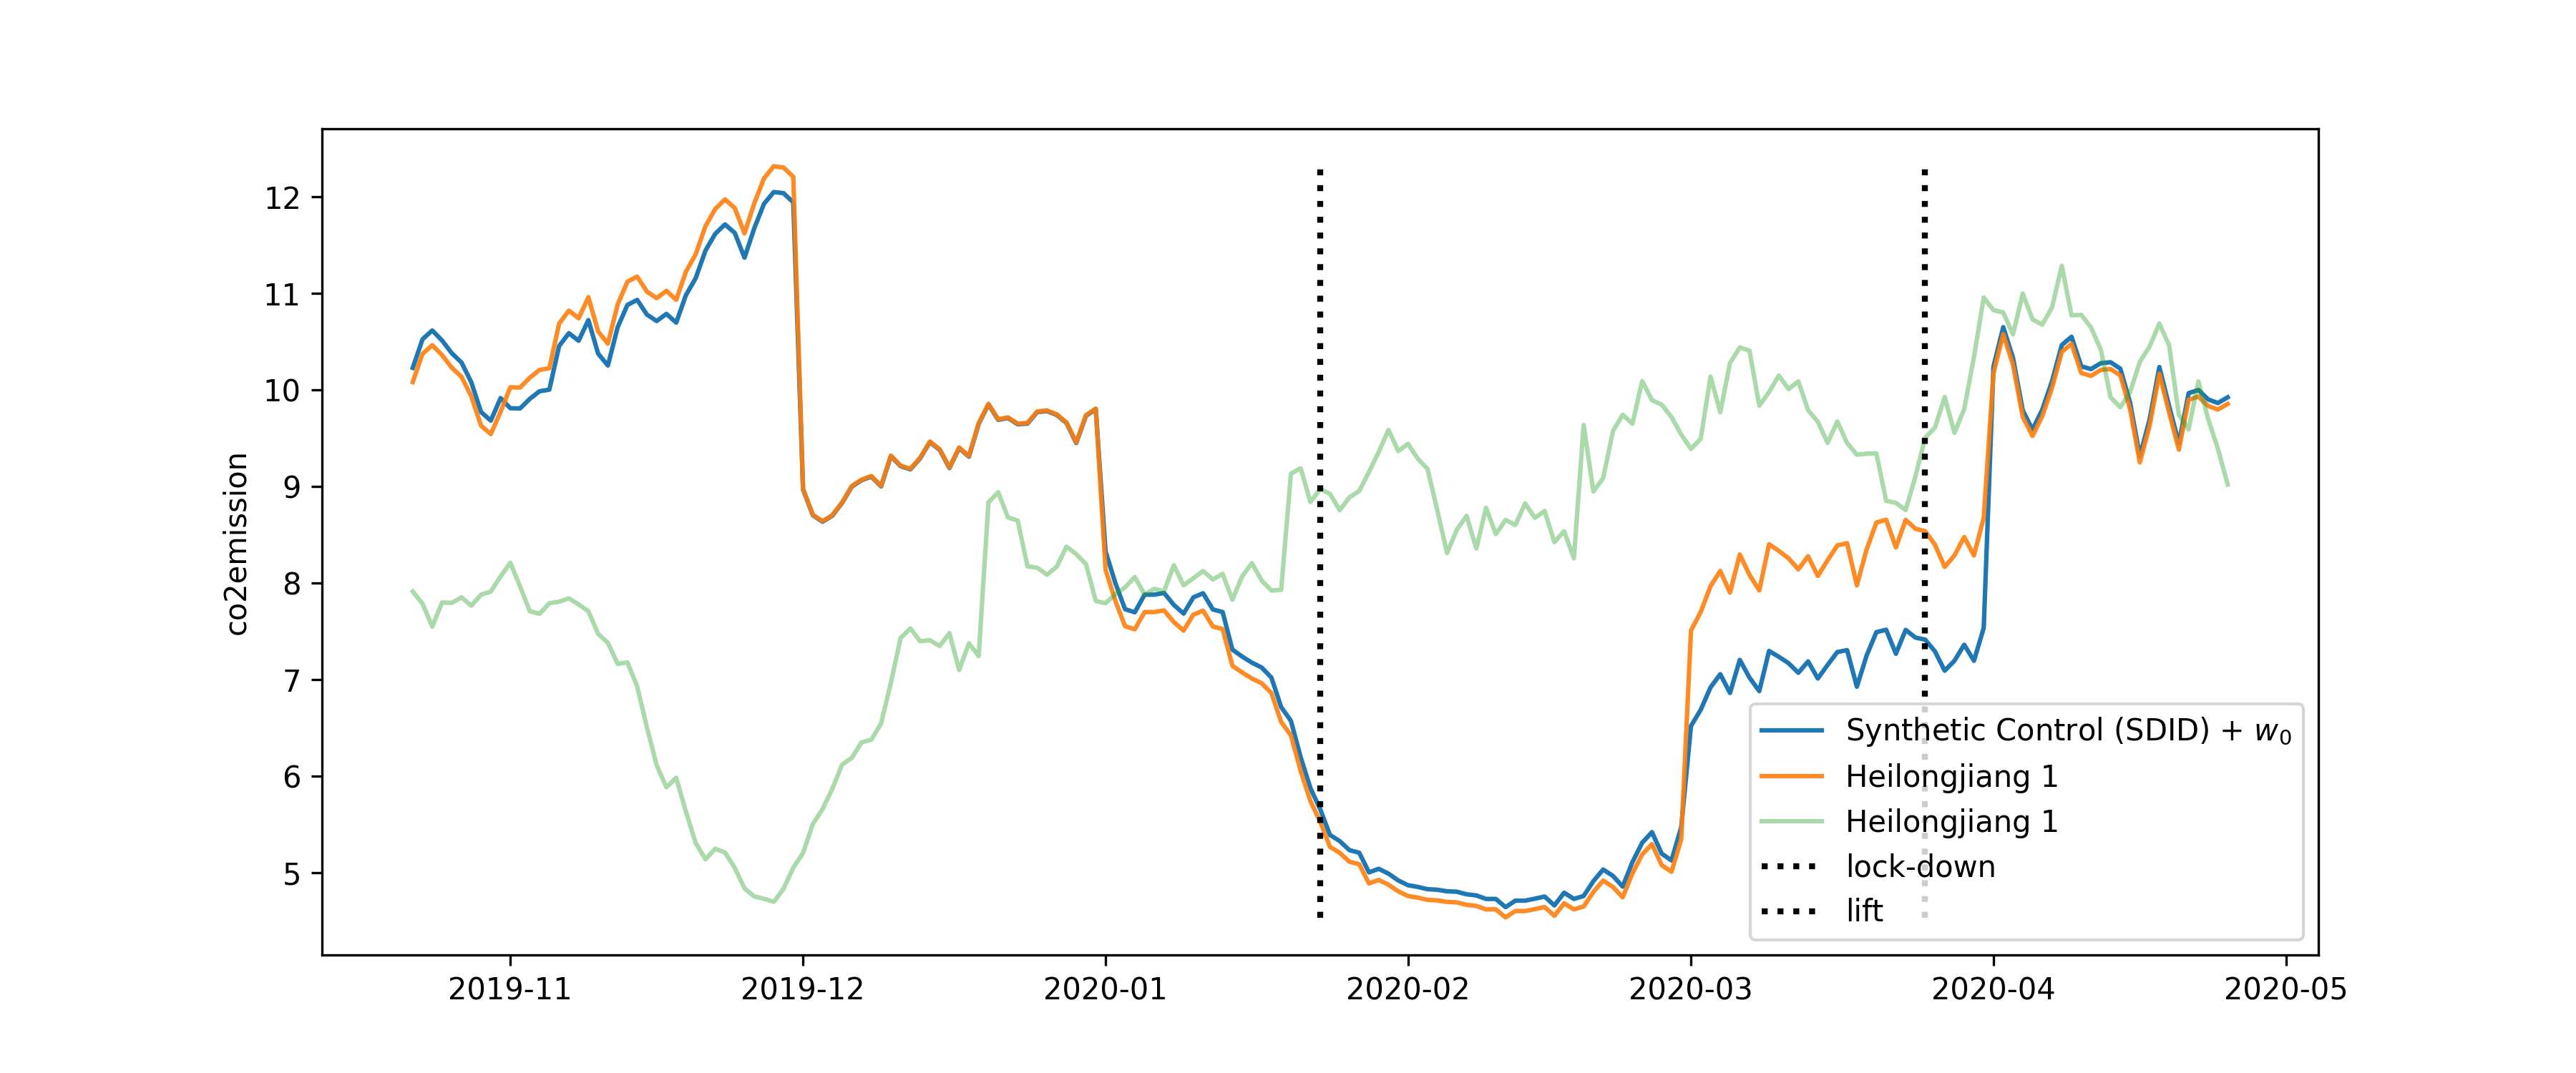 co2emission
12
11
10
9
8
7
6
5
2019-11 2019-12 2020-01 2020-02 2020-03 2020-04 2020-05
Synthetic Control (SDID) + w₀
Heilongjiang 1
Heilongjiang 1
lock-down
lift